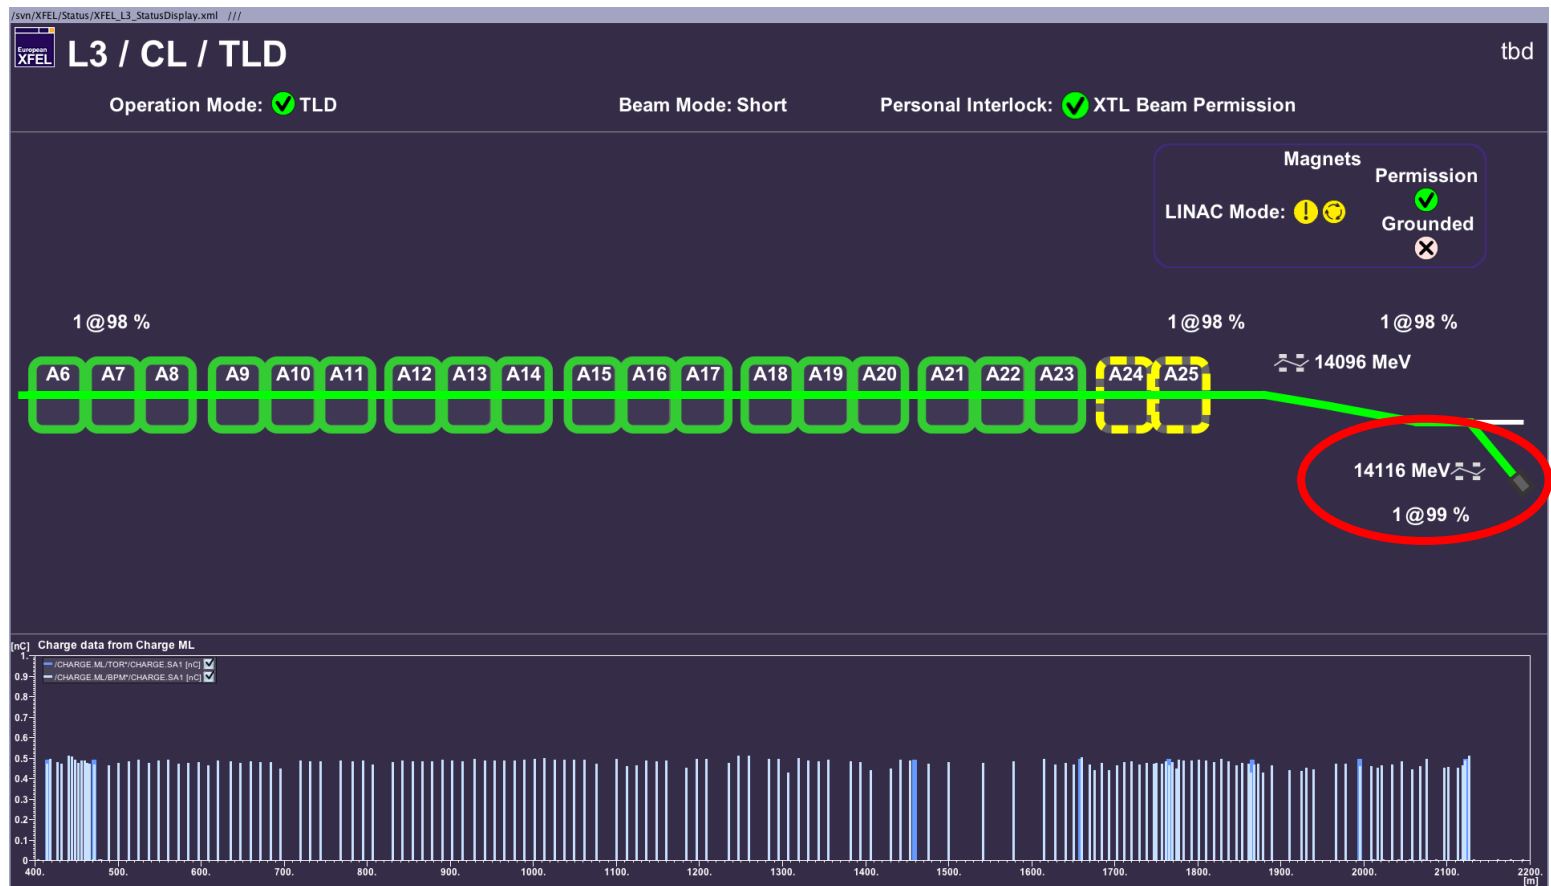 /svn/XFEL/Status/XFEL_L3_StatusDisplay.xml ///
European
XFEL
L3 / CL / TLD
tbd
Operation Mode: TLD
Beam Mode: Short
Personal Interlock: XTL Beam Permission
Magnets
Permission
LINAC Mode: !
Grounded
1@98 %
1@98 %
1@98 %
14096 MeV
A6 A7 A8 A9 A10 A11 A12 A13 A14 A15 A16 A17 A18 A19 A20 A21 A22 A23 A24 A25
14116 MeV
1@99 %
[nC] Charge data from Charge ML
1.
/CHARGE.ML/TOR*/CHARGE.SA1 [nC]
/CHARGE.ML/BPM*/CHARGE.SA1 [nC]
0.9
0.8
0.7
0.6
0.5
0.4
0.3
0.2
0.1
0
400. 500. 600. 700. 800. 900. 1000. 1100. 1200. 1300. 1400. 1500. 1600. 1700. 1800. 1900. 2000. 2100. 2200.
[m]